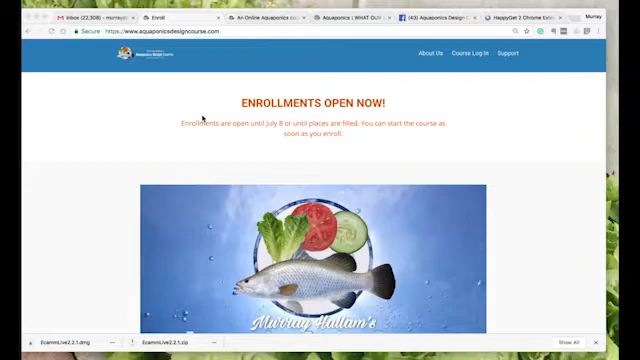 Inbox (22,308) - murrayh
Enroll
An Online Aquaponics co
Aquaponics | WHAT OUR
(43) Aquaponics Design C
HappyGet 2 Chrome Exte
Murray
Secure
https://www.aquaponicsdesigncourse.com
About Us
Course Log In
Support
ENROLLMENTS OPEN NOW!
Enrollments are open until July 8 or until places are filled. You can start the course as
soon as you enroll.
Murray Hallam's
EcammLive2.2.1.dmg
EcammLive2.2.1.zip
Show All